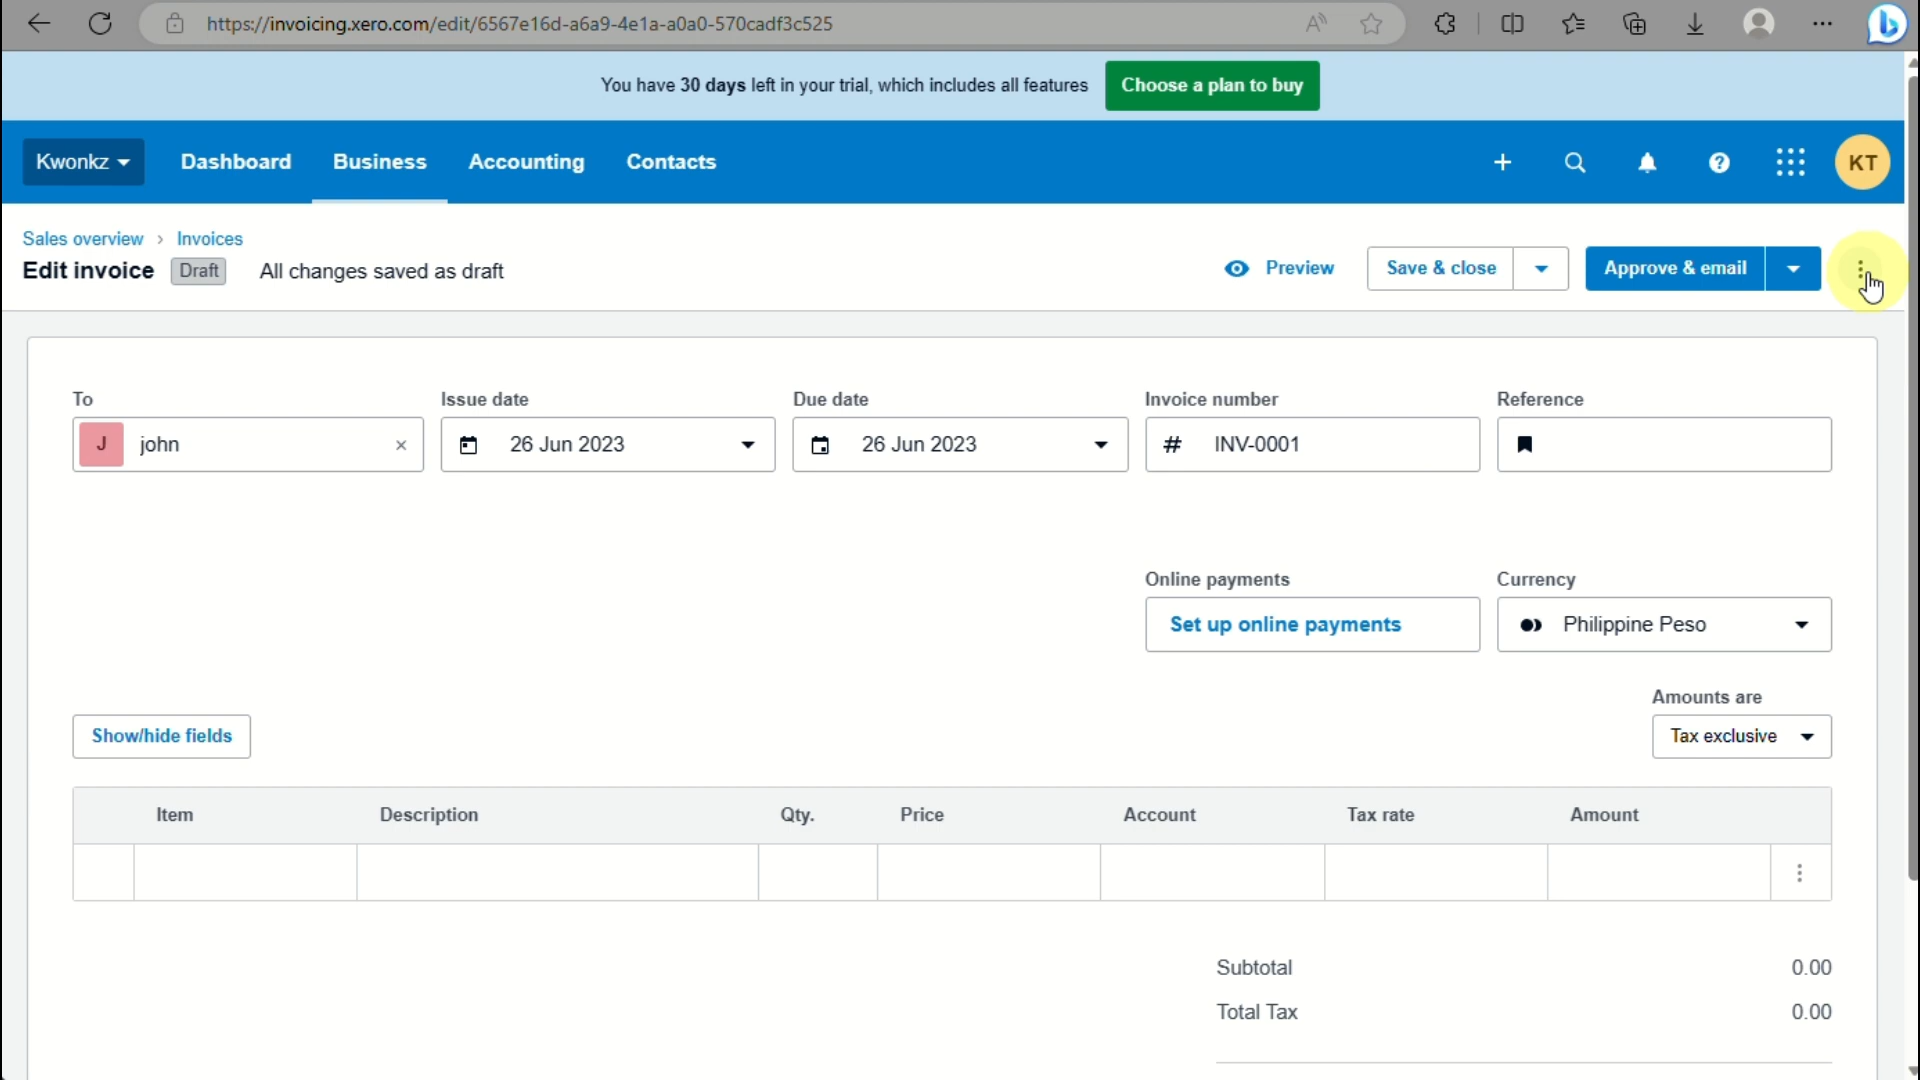 https://invoicing.xero.com/edit/6567e16d-a6a9-4e1a-a0a0-570cadf3c525
You have 30 days left in your trial, which includes all features Choose a plan to buy
Kwonkz Dashboard Business Accounting Contacts + ? KT
Sales overview › Invoices
Edit invoice Draft All changes saved as draft Preview Save & close Approve & email
To Issue date Due date Invoice number Reference
J john × 26 Jun 2023 26 Jun 2023 # INV-0001
Online payments Currency
Set up online payments Philippine Peso
Amounts are
Show/hide fields Tax exclusive
Item Description Qty. Price Account Tax rate Amount
Subtotal 0.00
Total Tax 0.00